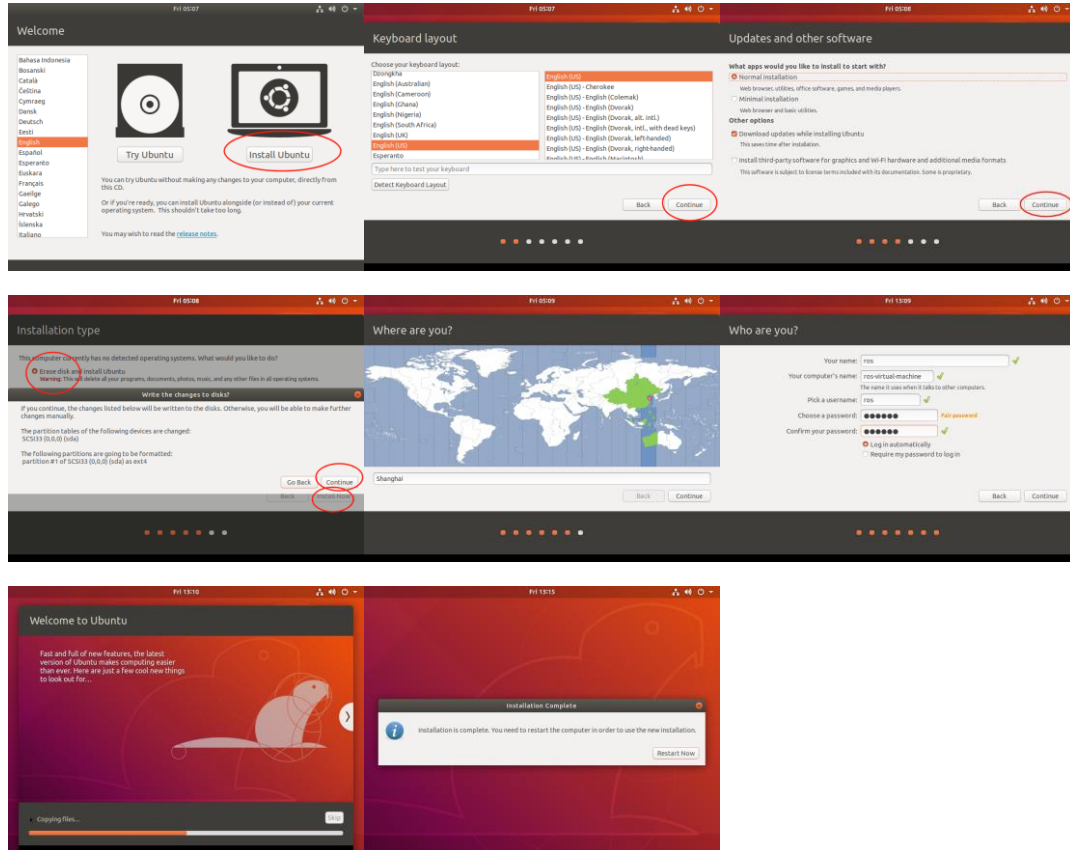 Fri 05:07
Welcome
Bahasa Indonesia
Bosanski
Català
Čeština
Cymraeg
Dansk
Deutsch
Eesti
English
Español
Esperanto
Euskara
Français
Gaeilge
Galego
Hrvatski
Íslenska
Italiano
Try Ubuntu
Install Ubuntu
You can try Ubuntu without making any changes to your computer, directly from
this CD.
Or if you're ready, you can install Ubuntu alongside (or instead of) your current
operating system. This shouldn't take too long.
You may wish to read the release notes.
Fri 05:07
Keyboard layout
Choose your keyboard layout:
Dzongkha
English (Australian)
English (Cameroon)
English (Ghana)
English (Nigeria)
English (South Africa)
English (UK)
English (US)
Esperanto
English (US)
English (US) - Cherokee
English (US) - English (Colemak)
English (US) - English (Dvorak)
English (US) - English (Dvorak, alt. intl.)
English (US) - English (Dvorak, intl., with dead keys)
English (US) - English (Dvorak, left-handed)
English (US) - English (Dvorak, right-handed)
English (US) - English (Macintosh)
Type here to test your keyboard
Detect Keyboard Layout
Back
Continue
Fri 05:08
Updates and other software
What apps would you like to install to start with?
Normal installation
Web browser, utilities, office software, games, and media players.
Minimal installation
Web browser and basic utilities.
Other options
Download updates while installing Ubuntu
This saves time after installation.
Install third-party software for graphics and Wi-Fi hardware and additional media formats
This software is subject to license terms included with its documentation. Some is proprietary.
Back
Continue
Fri 05:08
Installation type
This computer currently has no detected operating systems. What would you like to do?
Erase disk and install Ubuntu
Warning: This will delete all your programs, documents, photos, music, and any other files in all operating systems.
Write the changes to disks?
If you continue, the changes listed below will be written to the disks. Otherwise, you will be able to make further
changes manually.
The partition tables of the following devices are changed:
SCSI33 (0,0,0) (sda)
The following partitions are going to be formatted:
partition #1 of SCSI33 (0,0,0) (sda) as ext4
Go Back
Continue
Back
Install Now
Fri 05:09
Where are you?
Shanghai
Back
Continue
Fri 13:09
Who are you?
Your name: ros
Your computer's name: ros-virtual-machine
The name it uses when it talks to other computers.
Pick a username: ros
Choose a password: ●●●●●● Fair password
Confirm your password: ●●●●●●
Log in automatically
Require my password to log in
Back
Continue
Fri 13:10
Welcome to Ubuntu
Fast and full of new features, the latest
version of Ubuntu makes computing easier
than ever. Here are just a few cool new things
to look out for...
Copying files...
Skip
Fri 13:15
Installation Complete
Installation is complete. You need to restart the computer in order to use the new installation.
Restart Now